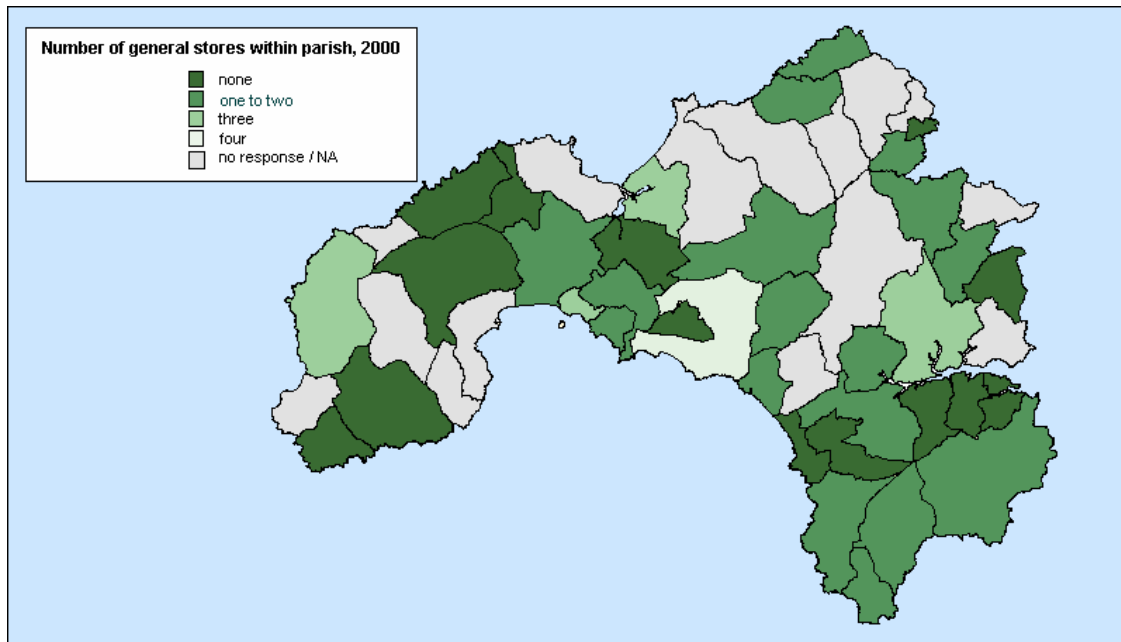 Number of general stores within parish, 2000
none
one to two
three
four
no response / NA